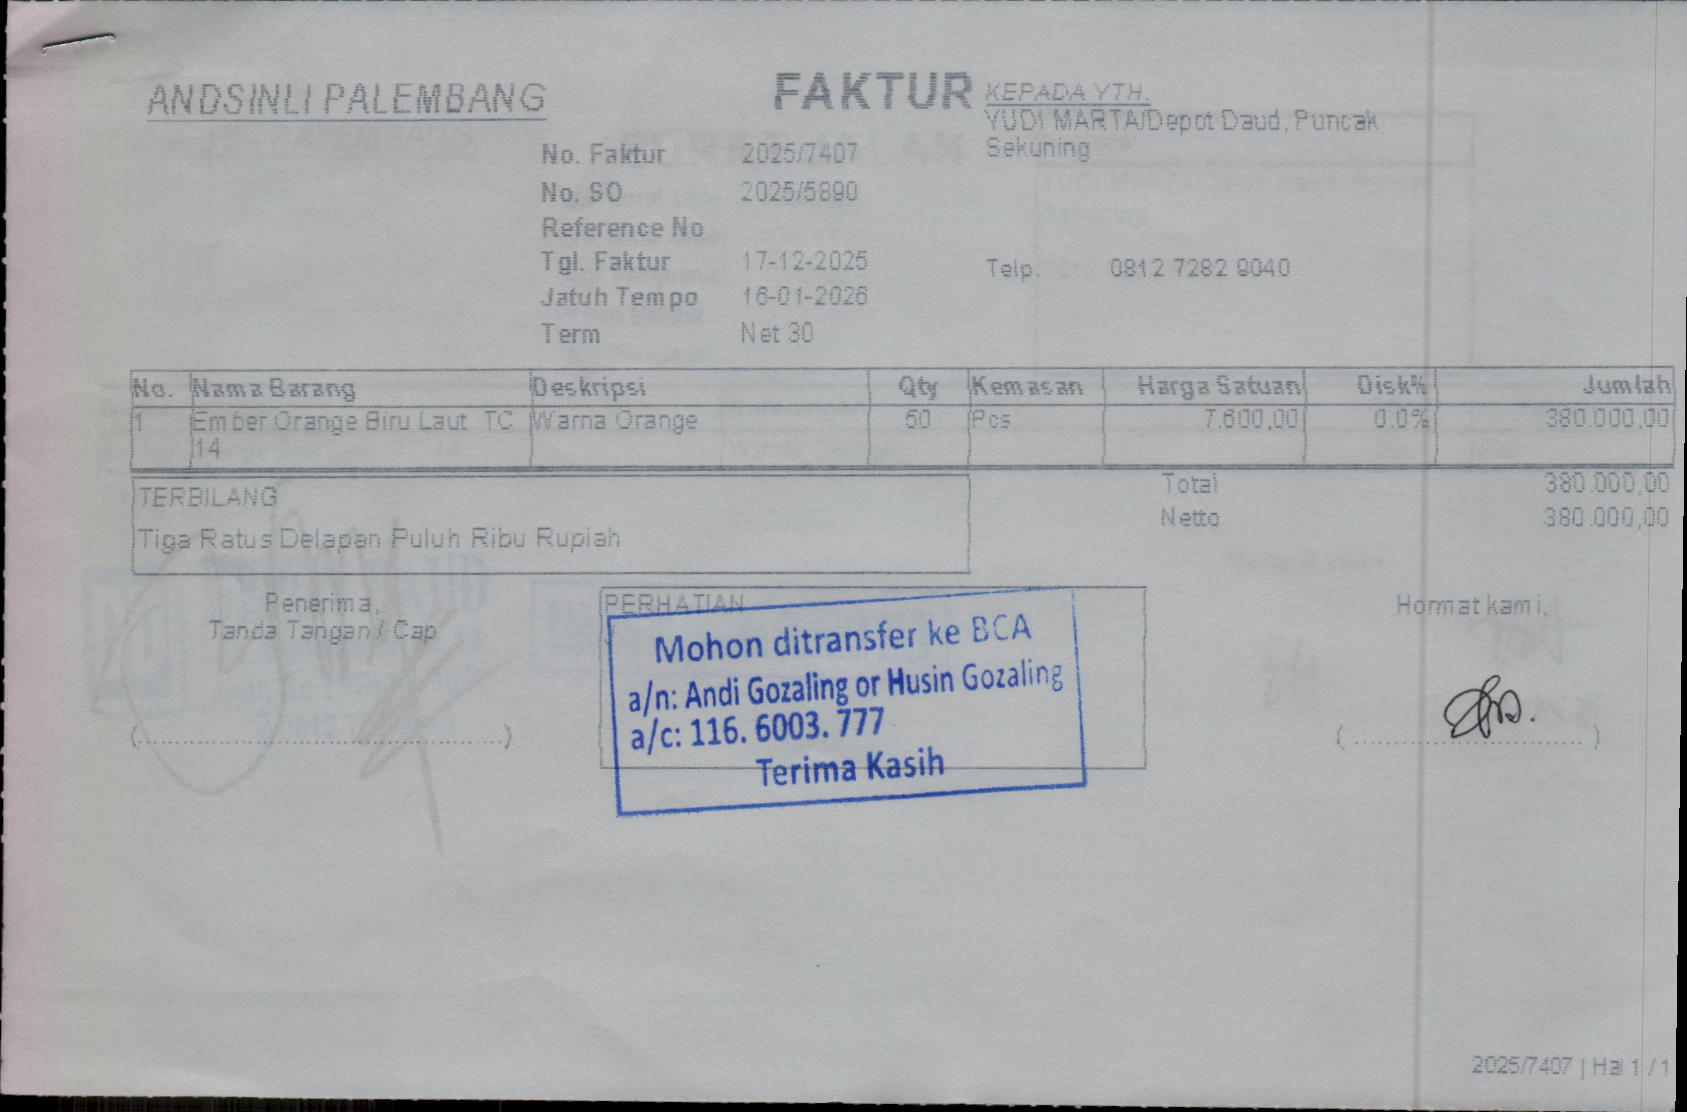 ANDSINLI PALEMBANG
FAKTUR
KEPADA YTH.
YUDI MARTA/Depot Daud, Puncak
Sekuning
No. Faktur 2025/7407
No. SO 2025/5890
Reference No
Tgl. Faktur 17-12-2025
Jatuh Tempo 16-01-2026
Term Net 30
Telp. 0812 7282 9040
No. Nama Barang Deskripsi Qty Kemasan Harga Satuan Disk% Jumlah
1 Ember Orange Biru Laut TC Warna Orange 50 Pcs 7.600,00 0.0% 380.000,00
14
Total 380.000,00
Netto 380.000,00
TERBILANG
Tiga Ratus Delapan Puluh Ribu Rupiah
Penerima,
Tanda Tangan / Cap
(....................................................)
PERHATIAN
Mohon ditransfer ke BCA
a/n: Andi Gozaling or Husin Gozaling
a/c: 116. 6003. 777
Terima Kasih
Hormat kami,
( ................................. )
2025/7407 | Hal 1 / 1